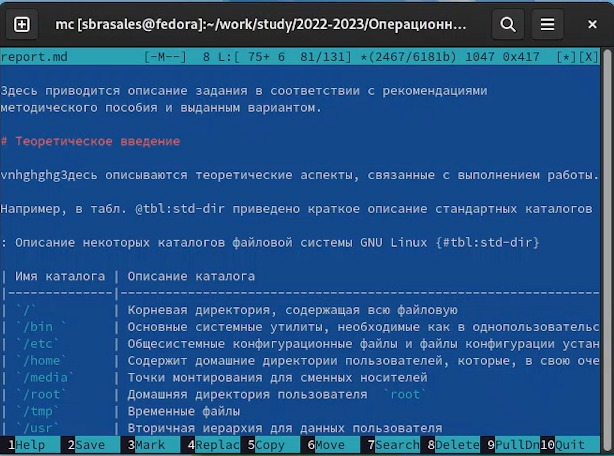 mc [sbrasales@fedora]:~/work/study/2022-2023/Операционн...
report.md [-M--] 8 L:[ 75+ 6 81/131] *(2467/6181b) 1047 0x417 [*][X]
Здесь приводится описание задания в соответствии с рекомендациями
методического пособия и выданным вариантом.
# Теоретическое введение
vnhghghgЗдесь описываются теоретические аспекты, связанные с выполнением работы.
Например, в табл. @tbl:std-dir приведено краткое описание стандартных каталогов
: Описание некоторых каталогов файловой системы GNU Linux {#tbl:std-dir}
| Имя каталога | Описание каталога
|--------------|----------------------------------------------------------------
| `/` | Корневая директория, содержащая всю файловую
| `/bin ` | Основные системные утилиты, необходимые как в однопользовательс
| `/etc` | Общесистемные конфигурационные файлы и файлы конфигурации устан
| `/home` | Содержит домашние директории пользователей, которые, в свою оче
| `/media` | Точки монтирования для сменных носителей
| `/root` | Домашняя директория пользователя `root`
| `/tmp` | Временные файлы
| `/usr` | Вторичная иерархия для данных пользователя
1Help 2Save 3Mark 4Replac 5Copy 6Move 7Search 8Delete 9PullDn 10Quit